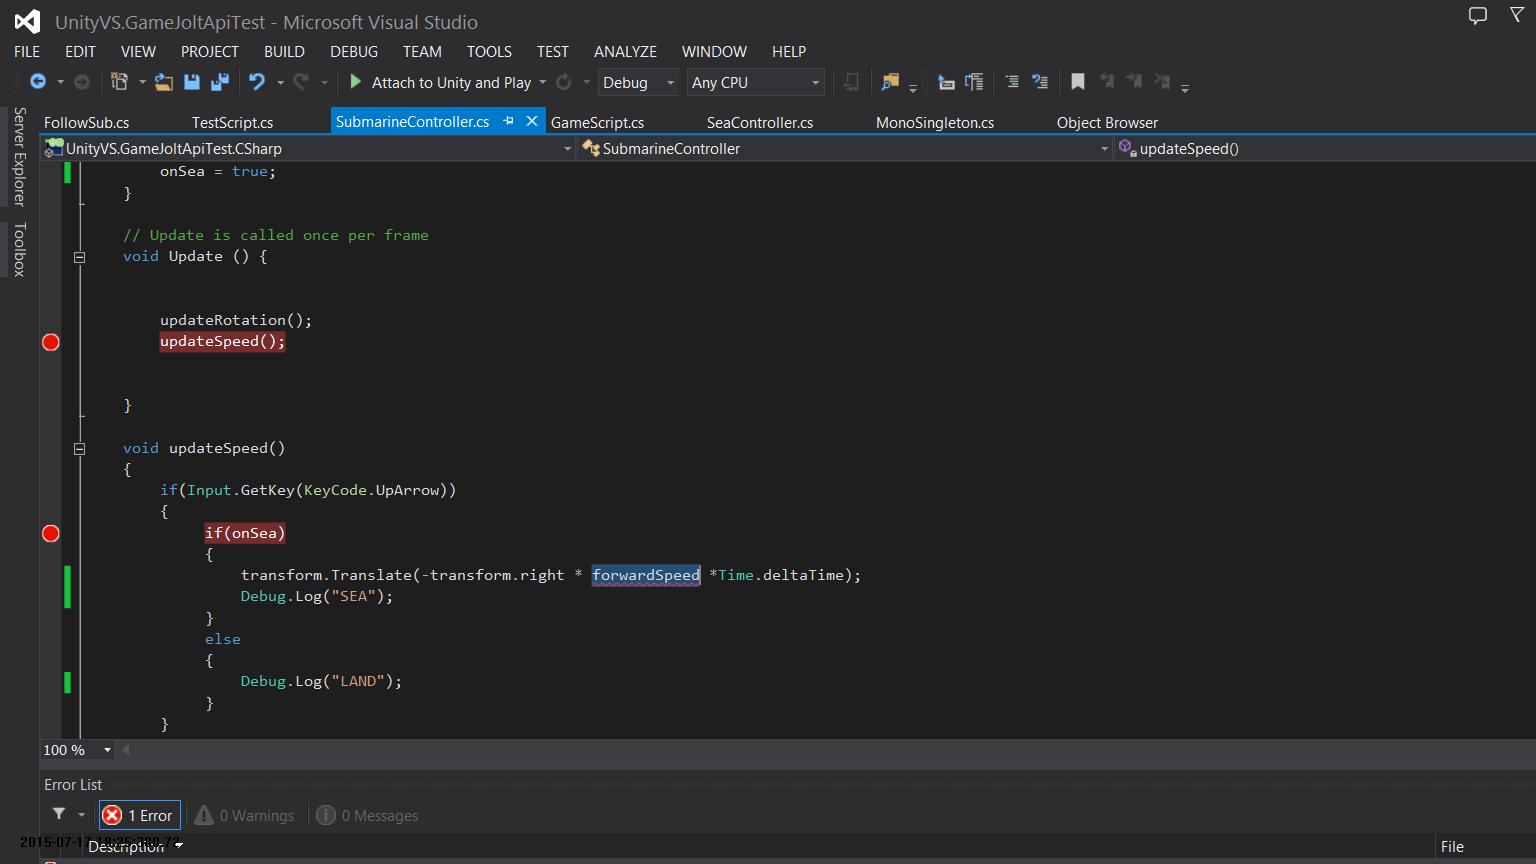 UnityVS.GameJoltApiTest - Microsoft Visual Studio
FILE EDIT VIEW PROJECT BUILD DEBUG TEAM TOOLS TEST ANALYZE WINDOW HELP
Attach to Unity and Play Debug Any CPU
Server Explorer
Toolbox
FollowSub.cs TestScript.cs SubmarineController.cs GameScript.cs SeaController.cs MonoSingleton.cs Object Browser
UnityVS.GameJoltApiTest.CSharp SubmarineController updateSpeed()
onSea = true;
}
// Update is called once per frame
void Update () {
updateRotation();
updateSpeed();
}
void updateSpeed()
{
if(Input.GetKey(KeyCode.UpArrow))
{
if(onSea)
{
transform.Translate(-transform.right * forwardSpeed *Time.deltaTime);
Debug.Log("SEA");
}
else
{
Debug.Log("LAND");
}
}
100 %
Error List
1 Error 0 Warnings 0 Messages
Description File